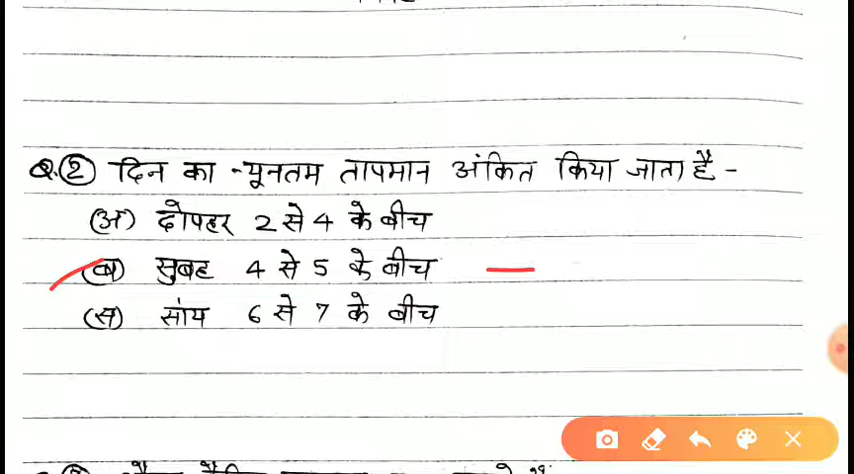 Q.② दिन का न्यूनतम तापमान अंकित किया जाता है -
(अ) दोपहर 2 से 4 के बीच
(ब) सुबह 4 से 5 के बीच
(स) सांय 6 से 7 के बीच